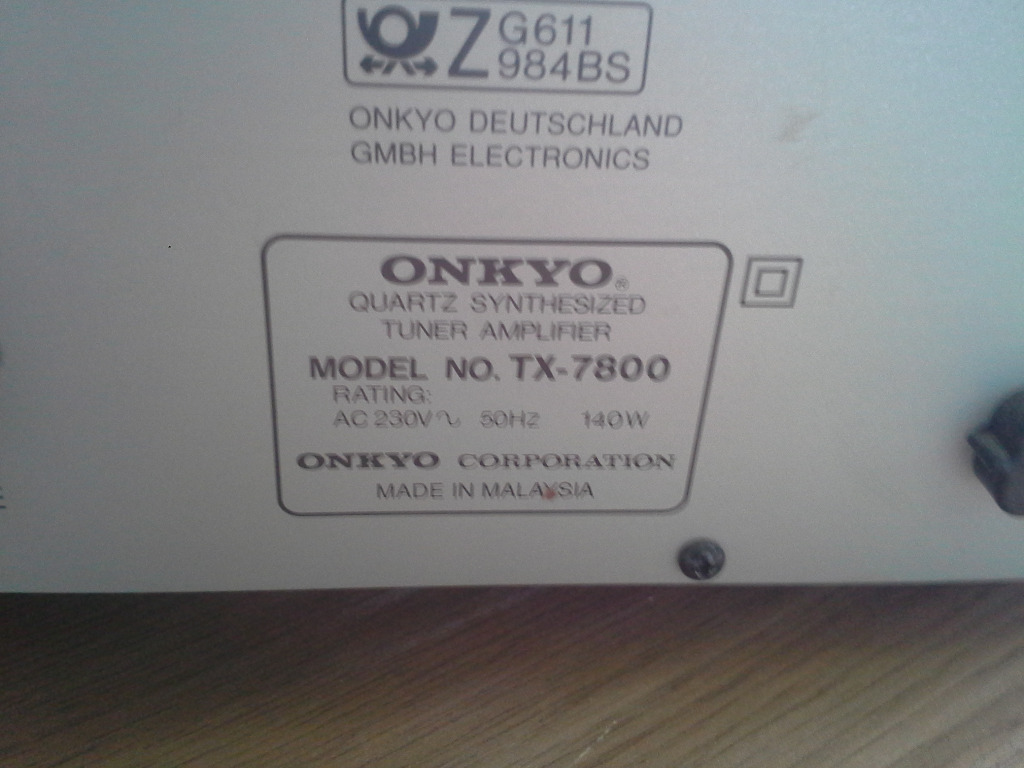 Z G611
984BS
ONKYO DEUTSCHLAND
GMBH ELECTRONICS
ONKYO®
QUARTZ SYNTHESIZED
TUNER AMPLIFIER
MODEL NO. TX-7800
RATING:
AC 230V~ 50HZ 140W
ONKYO CORPORATION
MADE IN MALAYSIA